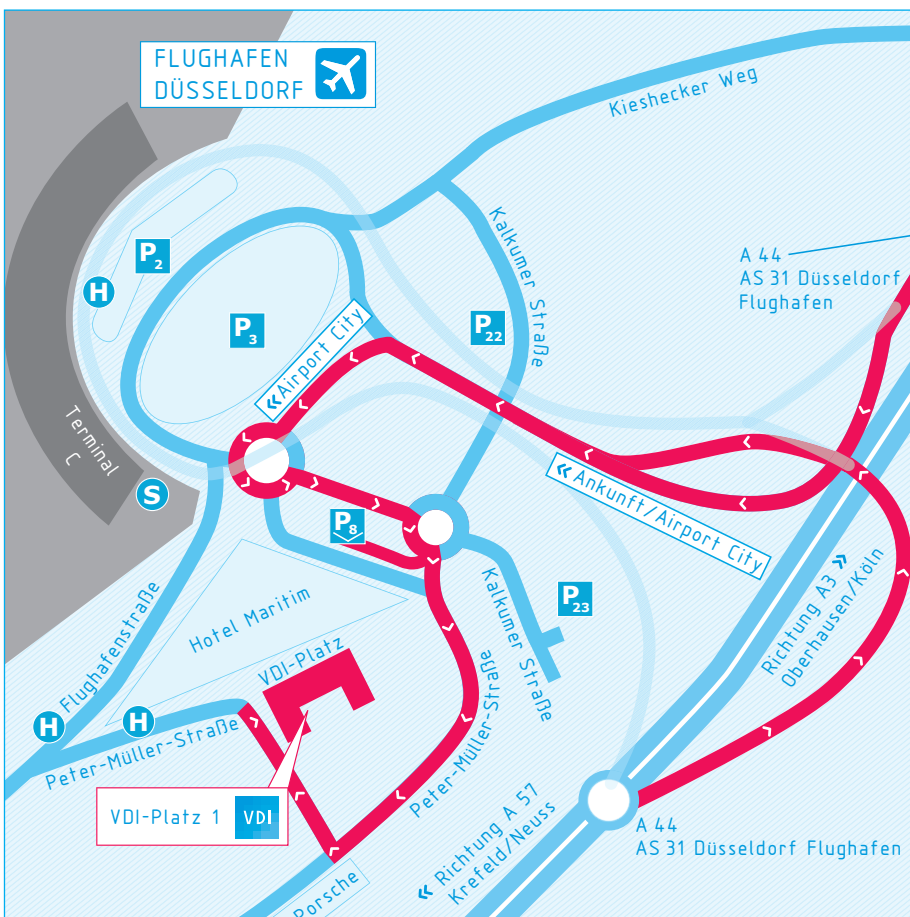 FLUGHAFEN
DÜSSELDORF
Kieshecker Weg
P2
H
Kalkumer Straße
A 44
AS 31 Düsseldorf
Flughafen
P3
P22
« Airport City
Terminal
C
S
« Ankunft/Airport City
P8
P23
Hotel Maritim
Kalkumer Straße
Richtung A3 »
Oberhausen/Köln
Flughafenstraße
VDI-Platz
Peter-Müller-Straße
H
H
Peter-Müller-Straße
VDI-Platz 1
VDI
« Richtung A 57
Krefeld/Neuss
A 44
AS 31 Düsseldorf Flughafen
Porsche